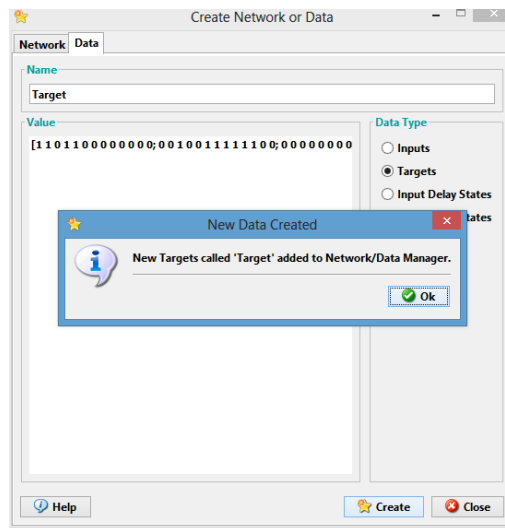 Create Network or Data
Network Data
Name
Target
Value
[1 1 0 1 1 0 0 0 0 0 0 0 0; 0 0 1 0 0 1 1 1 1 1 1 0 0; 0 0 0 0 0 0 0 0
Data Type
Inputs
Targets
Input Delay States
tates
New Data Created
New Targets called 'Target' added to Network/Data Manager.
Ok
Help
Create
Close